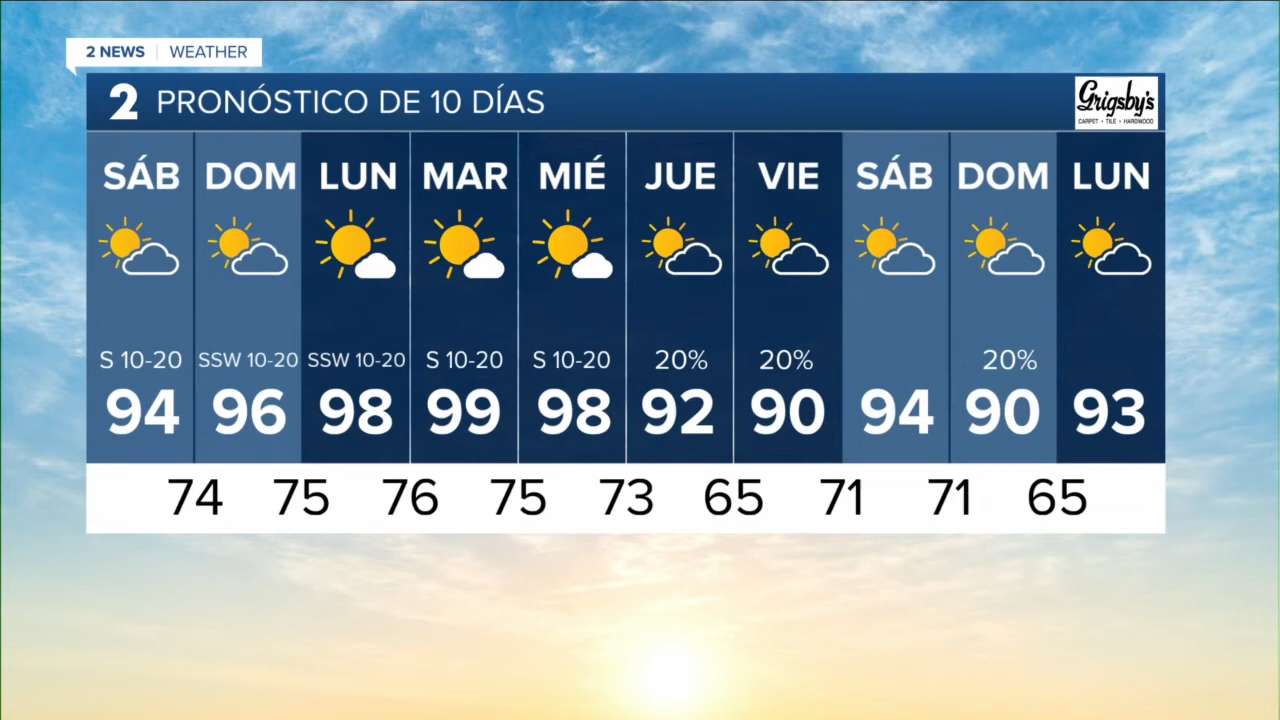 2 NEWS WEATHER
2 PRONÓSTICO DE 10 DÍAS
Grigsby's
CARPET • TILE • HARDWOOD
SÁB DOM LUN MAR MIÉ JUE VIE SÁB DOM LUN
S 10-20 SSW 10-20 SSW 10-20 S 10-20 S 10-20 20% 20% 20%
94 96 98 99 98 92 90 94 90 93
74 75 76 75 73 65 71 71 65